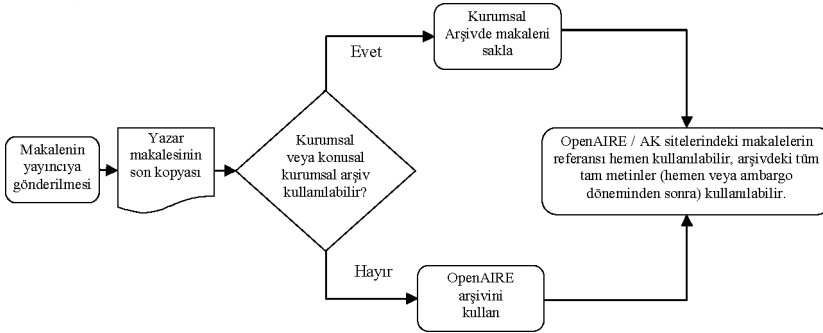 Makalenin
yayıncıya
gönderilmesi
Yazar
makalesinin
son kopyası
Kurumsal
veya konusal
kurumsal arşiv
kullanılabilir?
Evet
Kurumsal
Arşivde makaleni
sakla
Hayır
OpenAIRE
arşivini
kullan
OpenAIRE / AK sitelerindeki makalelerin
referansı hemen kullanılabilir, arşivdeki tüm
tam metinler (hemen veya ambargo
döneminden sonra) kullanılabilir.